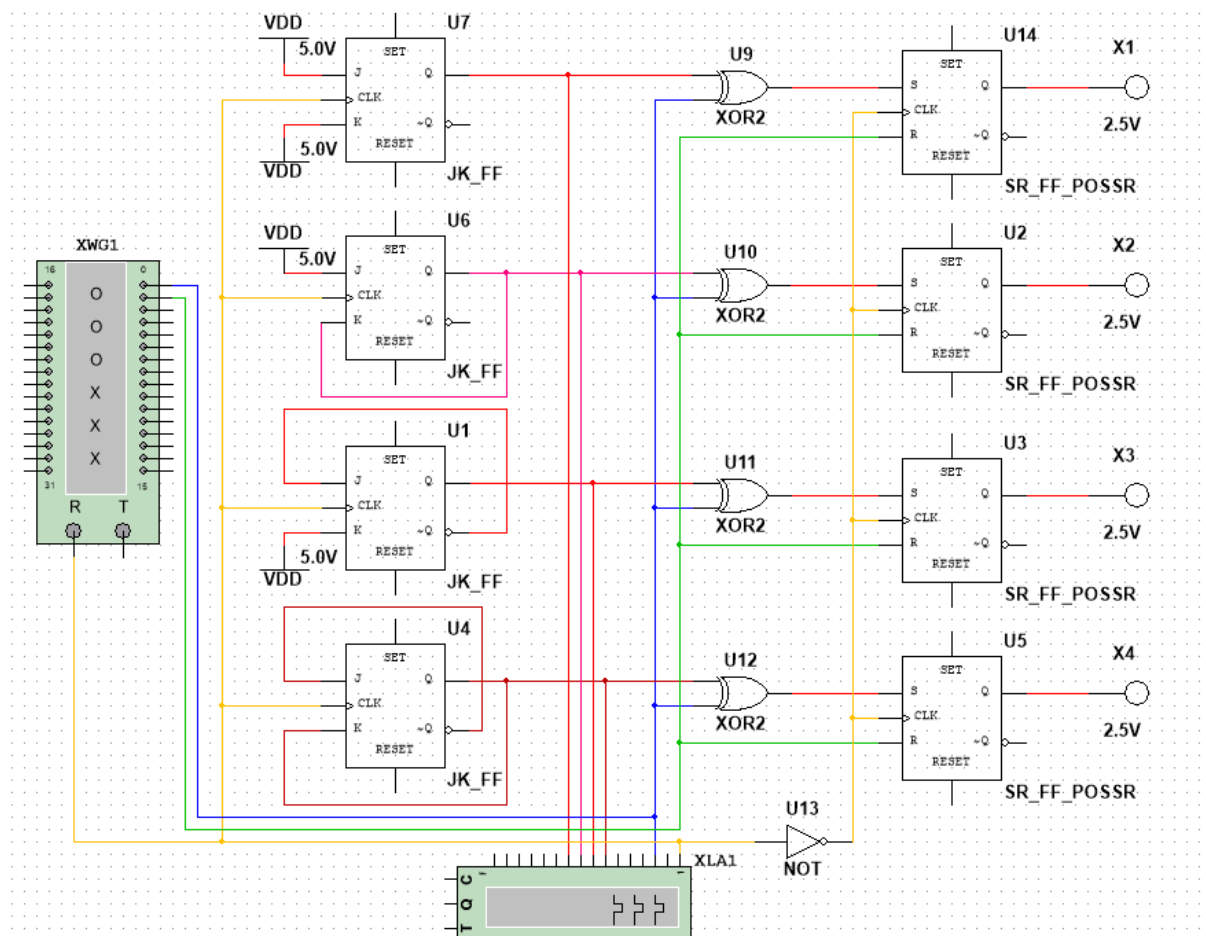 VDD
5.0V
U7
SET
J
Q
CLK
K
~Q
5.0V
RESET
VDD
JK_FF
U9
XOR2
U14
SET
S
Q
CLK
R
~Q
RESET
SR_FF_POSSR
X1
2.5V
VDD
5.0V
U6
SET
J
Q
CLK
K
~Q
RESET
JK_FF
U10
XOR2
U2
SET
S
Q
CLK
R
~Q
RESET
SR_FF_POSSR
X2
2.5V
XWG1
16
0
O
O
O
X
X
X
31
15
R
T
U1
SET
J
Q
CLK
K
~Q
5.0V
RESET
VDD
JK_FF
U11
XOR2
U3
SET
S
Q
CLK
R
~Q
RESET
SR_FF_POSSR
X3
2.5V
U4
SET
J
Q
CLK
K
~Q
RESET
JK_FF
U12
XOR2
U5
SET
S
Q
CLK
R
~Q
RESET
SR_FF_POSSR
X4
2.5V
U13
NOT
XLA1
C
Q
T
1